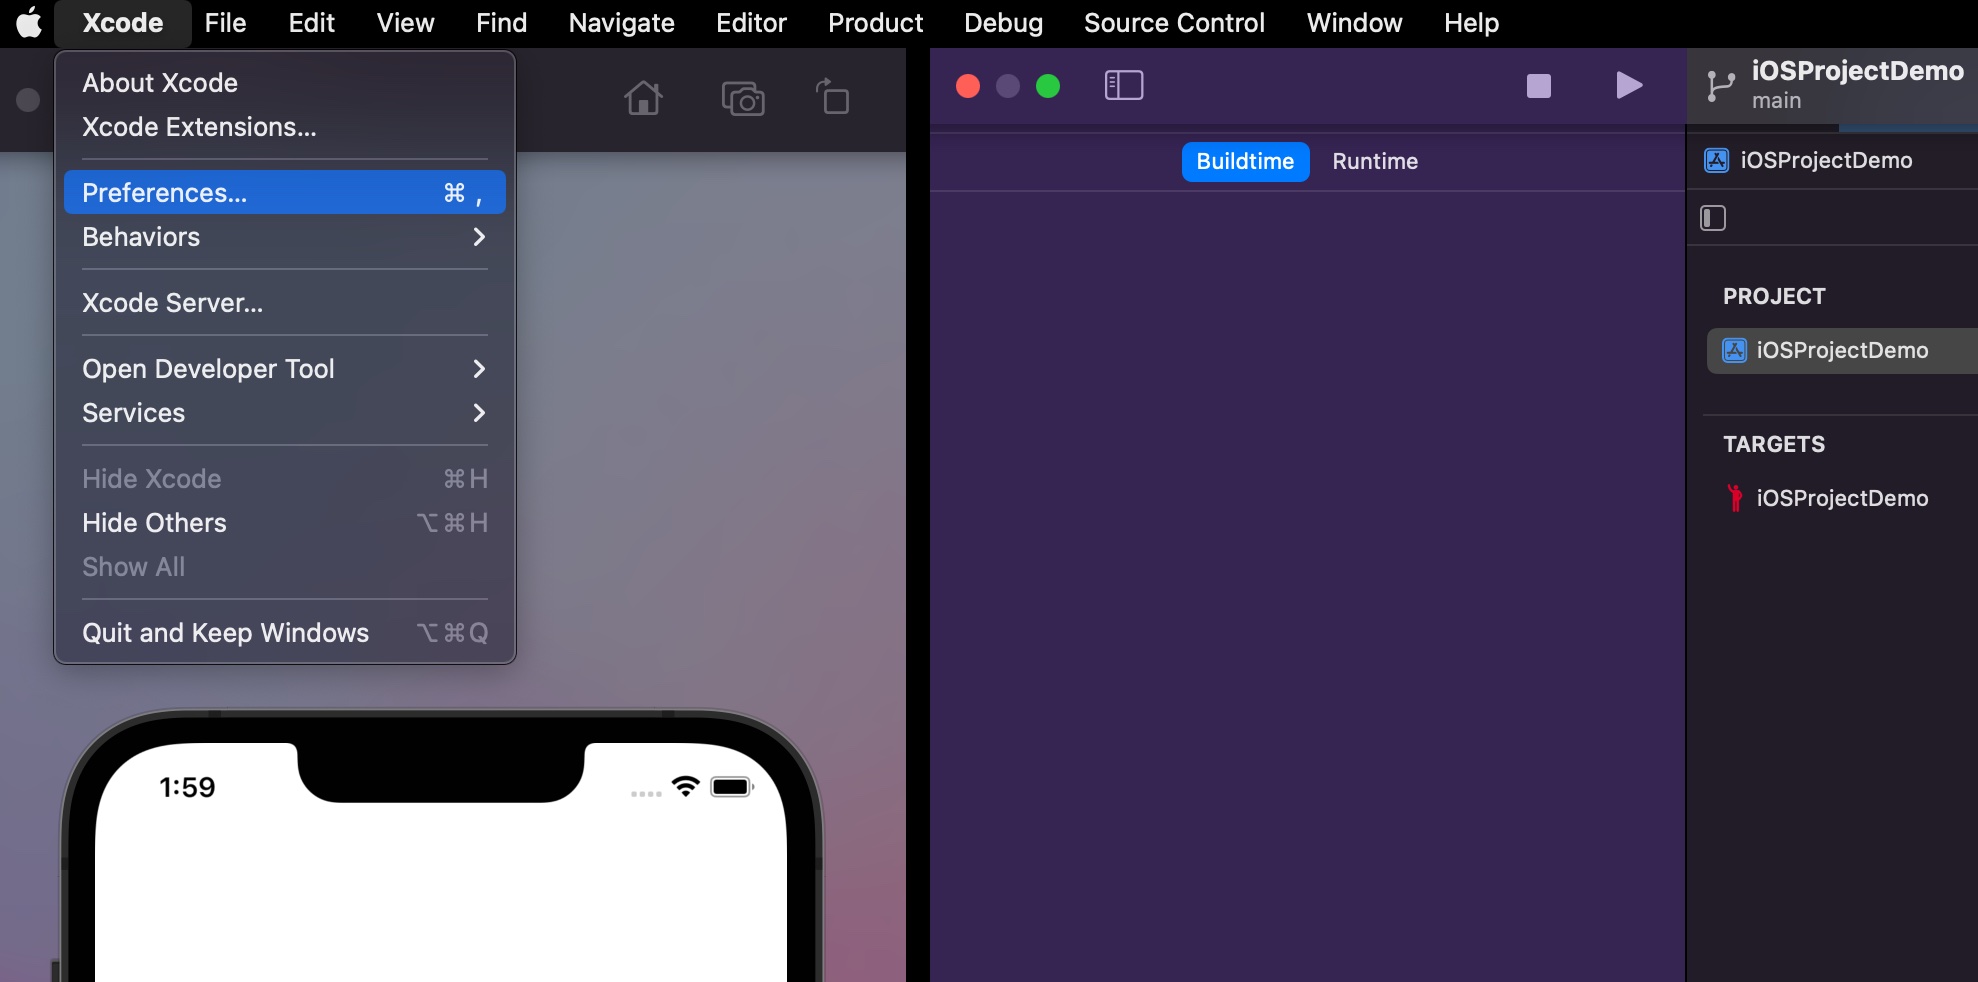 Xcode File Edit View Find Navigate Editor Product Debug Source Control Window Help
About Xcode
Xcode Extensions...
Preferences... ⌘ ,
Behaviors
Xcode Server...
Open Developer Tool
Services
Hide Xcode ⌘H
Hide Others ⌥⌘H
Show All
Quit and Keep Windows ⌥⌘Q
1:59
Buildtime Runtime
iOSProjectDemo
main
iOSProjectDemo
PROJECT
iOSProjectDemo
TARGETS
iOSProjectDemo